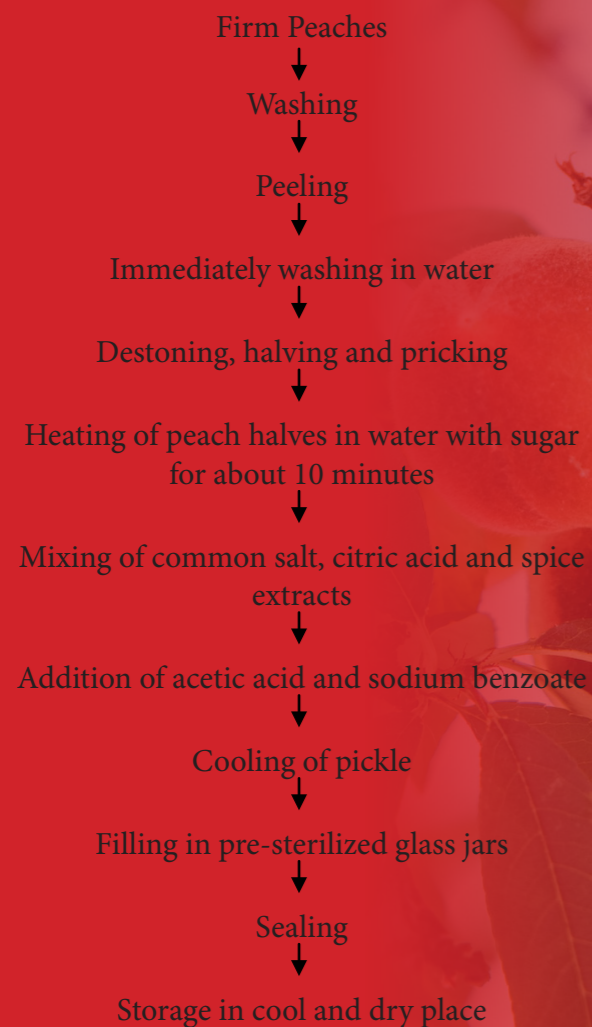 Firm Peaches
Washing
Peeling
Immediately washing in water
Destoning, halving and pricking
Heating of peach halves in water with sugar
for about 10 minutes
Mixing of common salt, citric acid and spice
extracts
Addition of acetic acid and sodium benzoate
Cooling of pickle
Filling in pre-sterilized glass jars
Sealing
Storage in cool and dry place